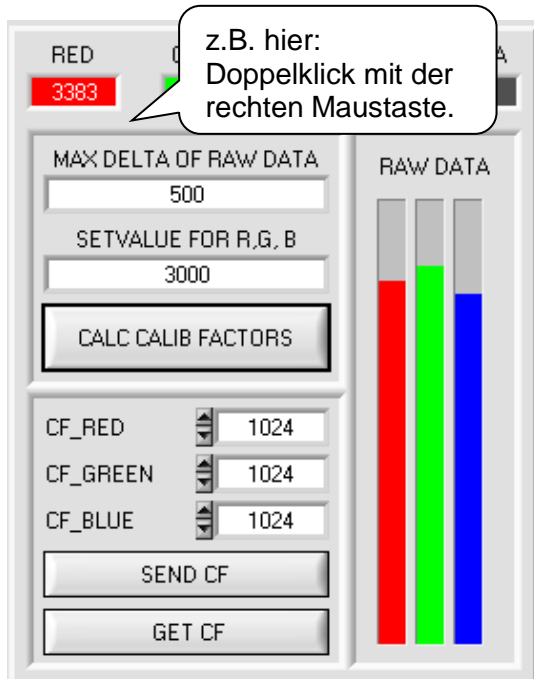 RED
z.B. hier:
Doppelklick mit der
rechten Maustaste.
3383
MAX DELTA OF RAW DATA
500
SETVALUE FOR R,G, B
3000
CALC CALIB FACTORS
RAW DATA
CF_RED 1024
CF_GREEN 1024
CF_BLUE 1024
SEND CF
GET CF